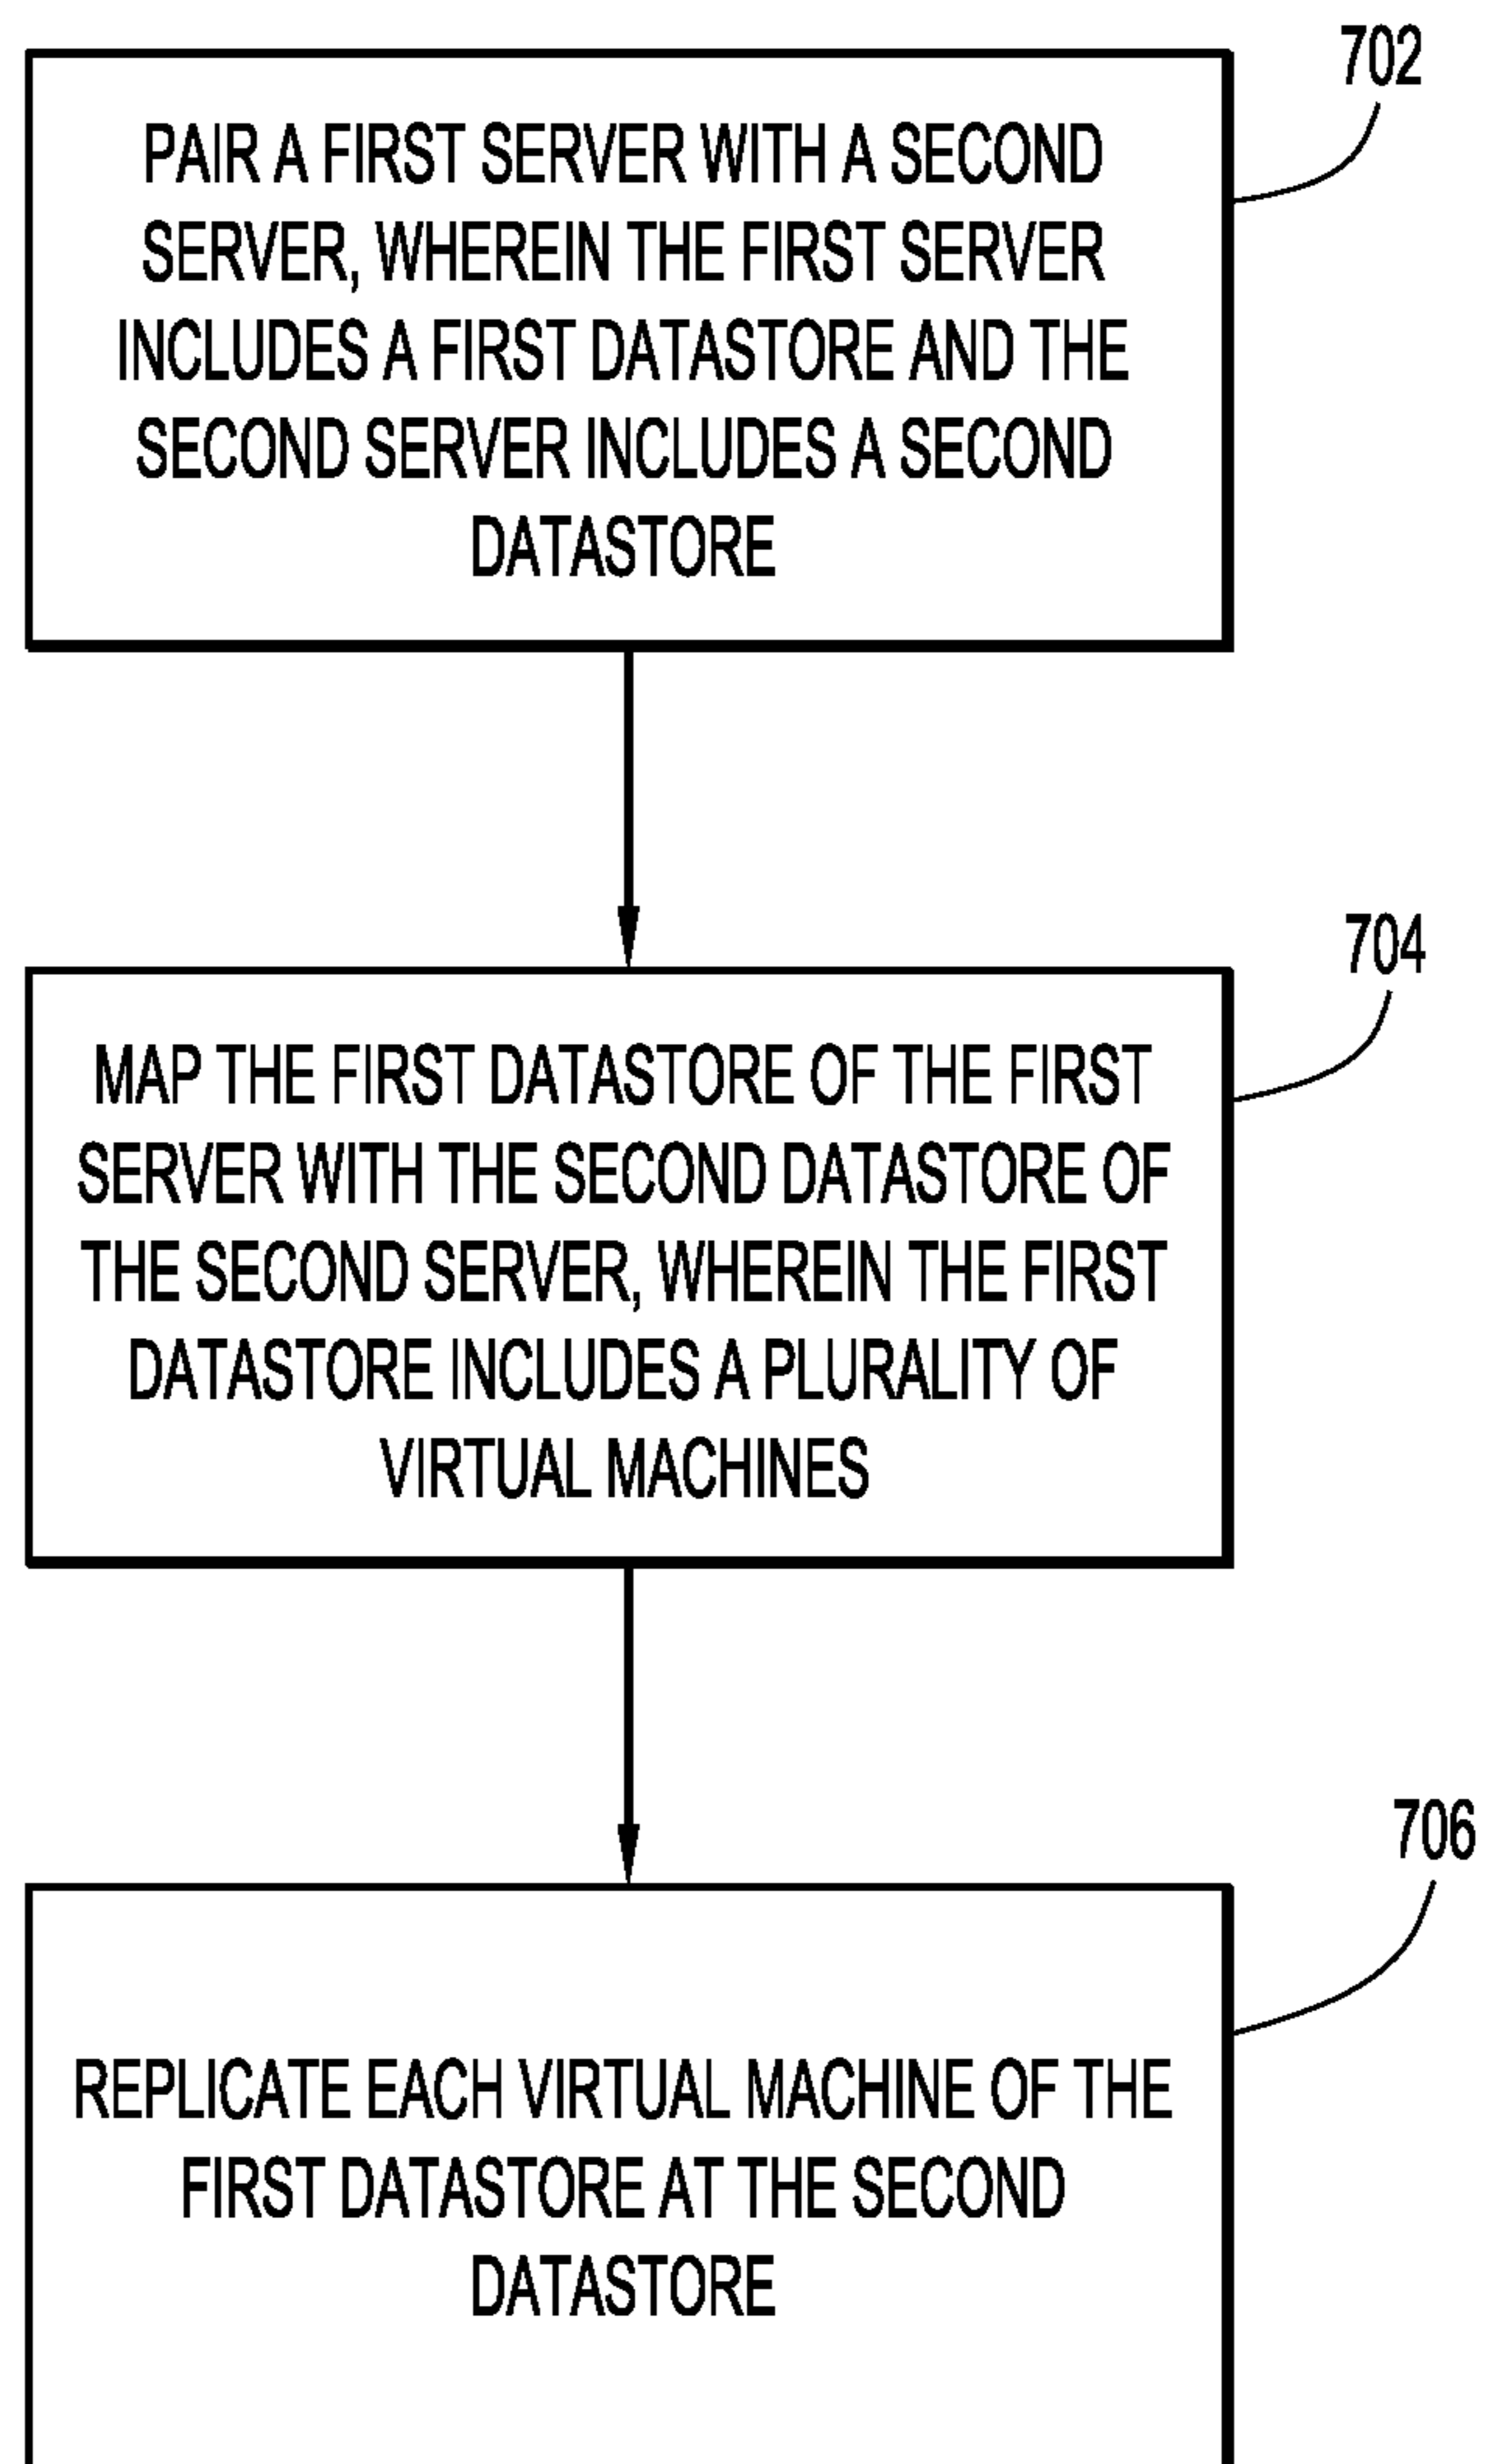 702
PAIR A FIRST SERVER WITH A SECOND
SERVER, WHEREIN THE FIRST SERVER
INCLUDES A FIRST DATASTORE AND THE
SECOND SERVER INCLUDES A SECOND
DATASTORE
704
MAP THE FIRST DATASTORE OF THE FIRST
SERVER WITH THE SECOND DATASTORE OF
THE SECOND SERVER, WHEREIN THE FIRST
DATASTORE INCLUDES A PLURALITY OF
VIRTUAL MACHINES
706
REPLICATE EACH VIRTUAL MACHINE OF THE
FIRST DATASTORE AT THE SECOND
DATASTORE